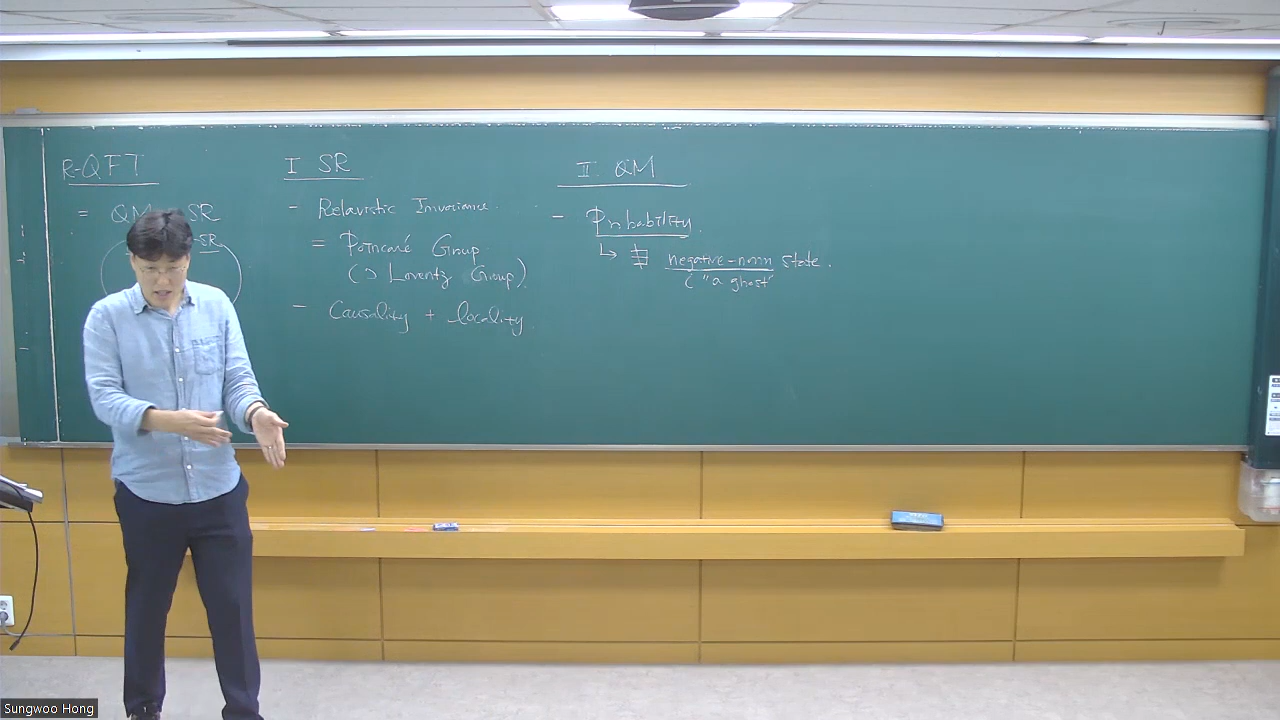 R-QFT
= QM SR
SR
I SR
- Relavistic Invariance.
= Poincaré Group
(⊃ Lorentz Group)
- Causality + locality
II. QM
- Probability.
↳ ∄ negative-norm state.
( "a ghost"
Sungwoo Hong